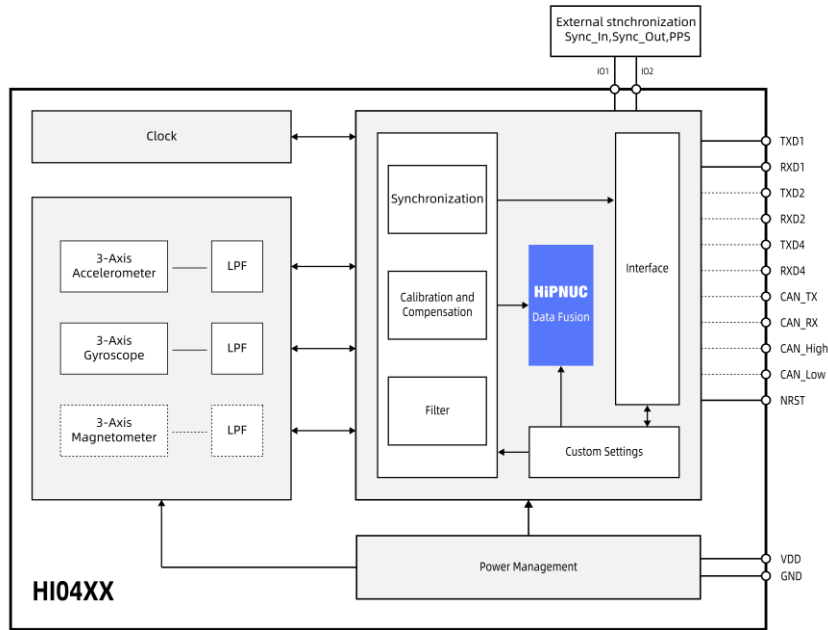 External stnchronization
Sync_In,Sync_Out,PPS
IO1
IO2
Clock
3-Axis
Accelerometer
LPF
3-Axis
Gyroscope
LPF
3-Axis
Magnetometer
LPF
Synchronization
Calibration and
Compensation
Filter
HiPNUC
Data Fusion
Interface
Custom Settings
Power Management
TXD1
RXD1
TXD2
RXD2
TXD4
RXD4
CAN_TX
CAN_RX
CAN_High
CAN_Low
NRST
VDD
GND
HI04XX